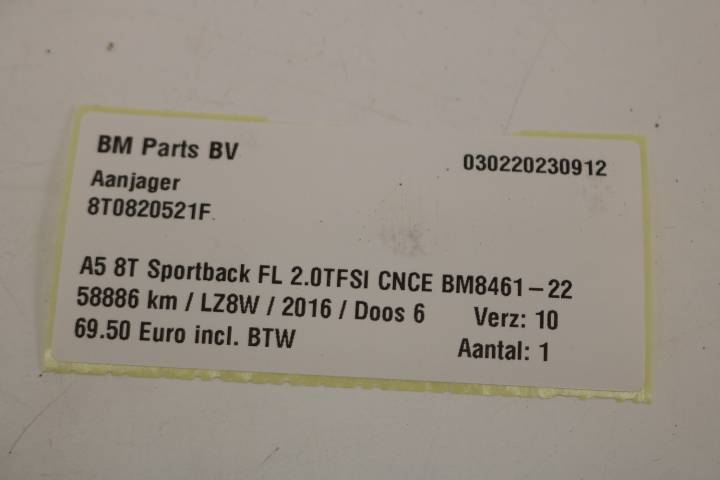 BM Parts BV 030220230912
Aanjager
8T0820521F
A5 8T Sportback FL 2.0TFSI CNCE BM8461-22
58886 km / LZ8W / 2016 / Doos 6 Verz: 10
69.50 Euro incl. BTW Aantal: 1